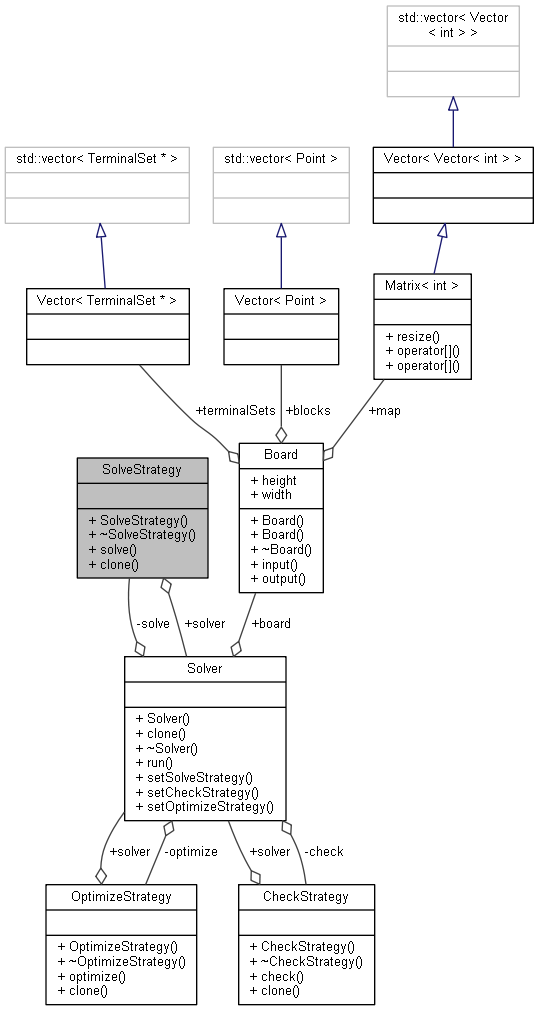 std::vector< Vector
< int > >
std::vector< TerminalSet * >
std::vector< Point >
Vector< Vector< int > >
Vector< TerminalSet * >
Vector< Point >
Matrix< int >
+ resize()
+ operator[]()
+ operator[]()
+terminalSets
+blocks
+map
SolveStrategy
+ SolveStrategy()
+ ~SolveStrategy()
+ solve()
+ clone()
Board
+ height
+ width
+ Board()
+ Board()
+ ~Board()
+ input()
+ output()
-solve
+solver
+board
Solver
+ Solver()
+ clone()
+ ~Solver()
+ run()
+ setSolveStrategy()
+ setCheckStrategy()
+ setOptimizeStrategy()
+solver
-optimize
+solver
-check
OptimizeStrategy
+ OptimizeStrategy()
+ ~OptimizeStrategy()
+ optimize()
+ clone()
CheckStrategy
+ CheckStrategy()
+ ~CheckStrategy()
+ check()
+ clone()